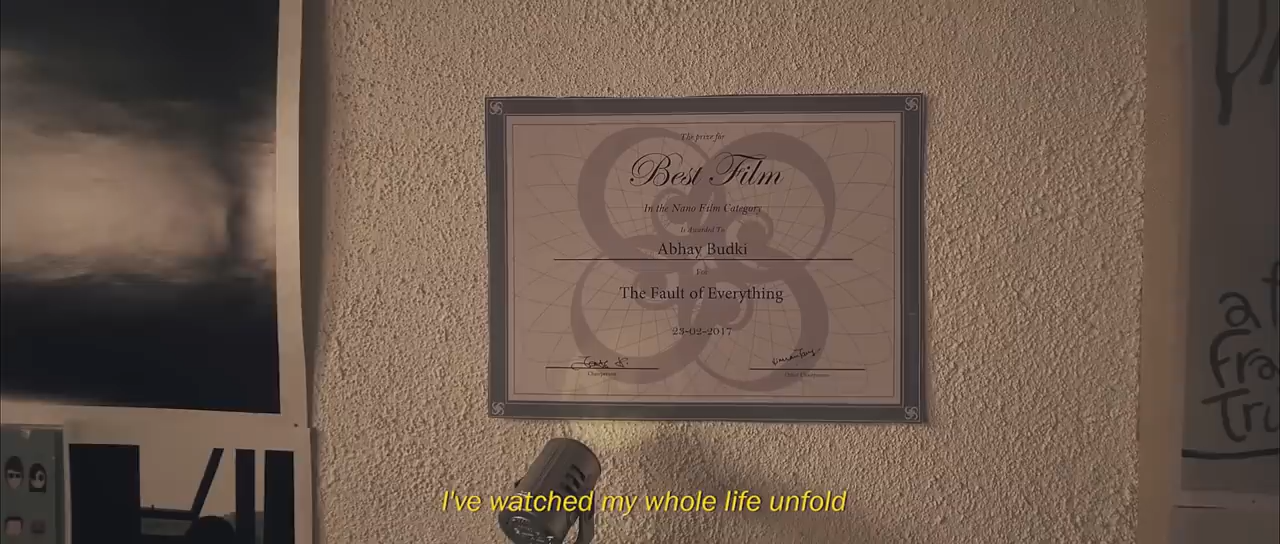 The prize for
Best Film
In the Nano Film Category
Is Awarded To
Abhay Budki
For
The Fault of Everything
23-02-2017
Chairperson
I've watched my whole life unfold